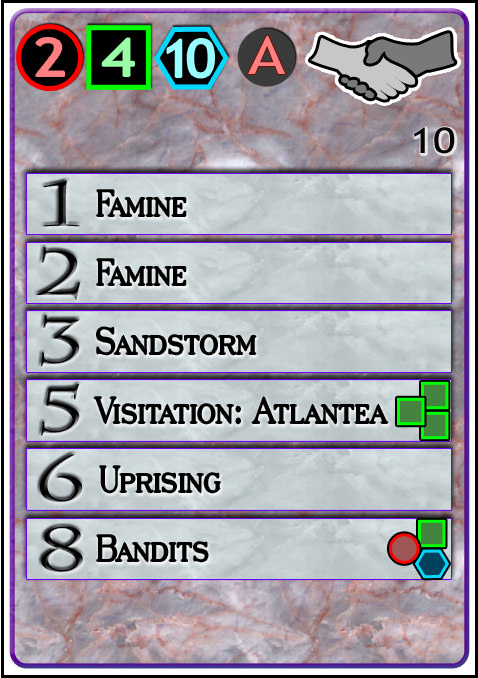 2 4 10 A
10
1 Famine
2 Famine
3 Sandstorm
5 Visitation: Atlantea
6 Uprising
8 Bandits